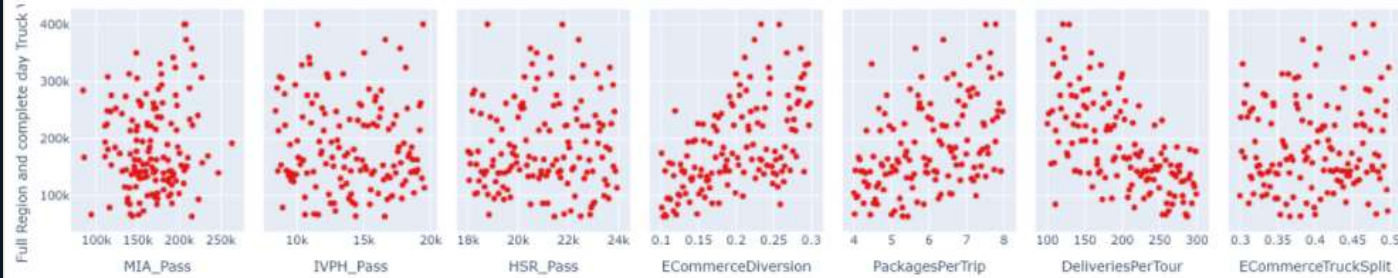 Full Region and complete day Truck
400k
300k
200k
100k
100k 150k 200k 250k
MIA_Pass
10k 15k 20k
IVPH_Pass
18k 20k 22k 24k
HSR_Pass
0.1 0.15 0.2 0.25 0.3
ECommerceDiversion
4 5 6 7 8
PackagesPerTrip
100 150 200 250 300
DeliveriesPerTour
0.3 0.35 0.4 0.45 0.5
ECommerceTruckSplit